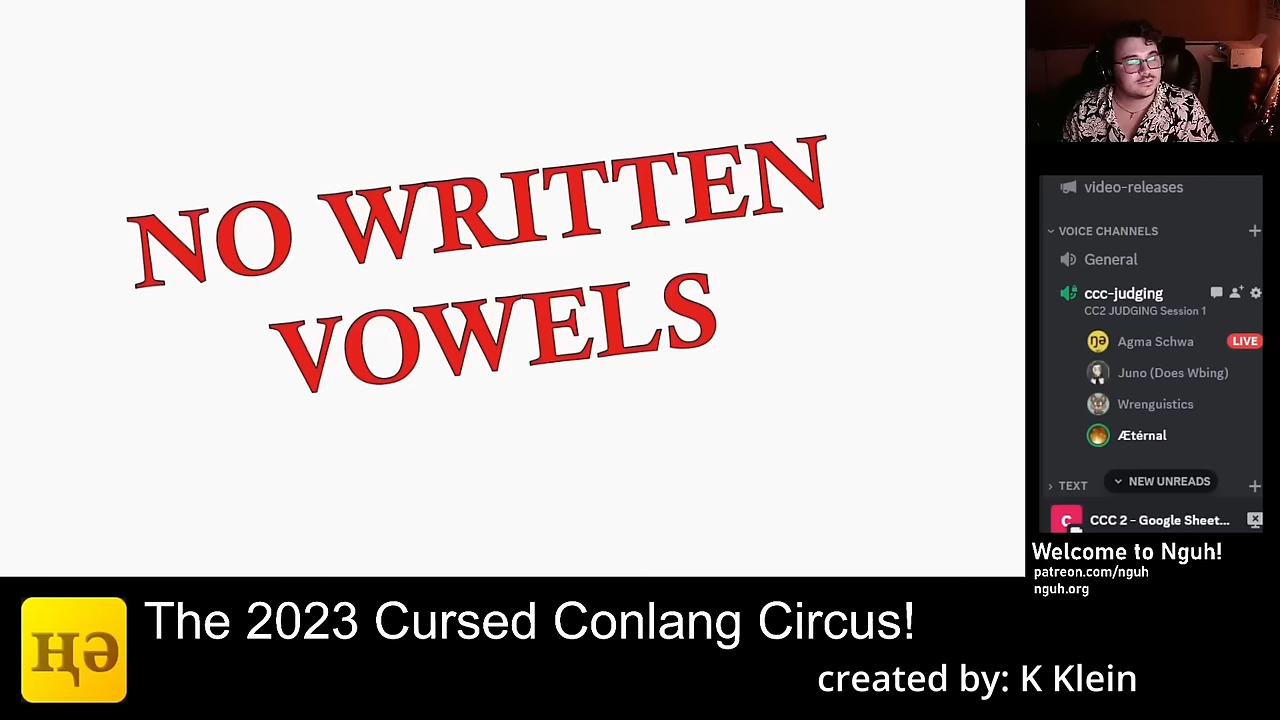 NO WRITTEN
VOWELS
video-releases
VOICE CHANNELS
General
ccc-judging
CC2 JUDGING Session 1
ŋə Agma Schwa LIVE
Juno (Does Wbing)
Wrenguistics
Ætérnal
TEXT NEW UNREADS
C CCC 2 - Google Sheet...
Welcome to Nguh!
patreon.com/nguh
nguh.org
ңə The 2023 Cursed Conlang Circus!
created by: K Klein